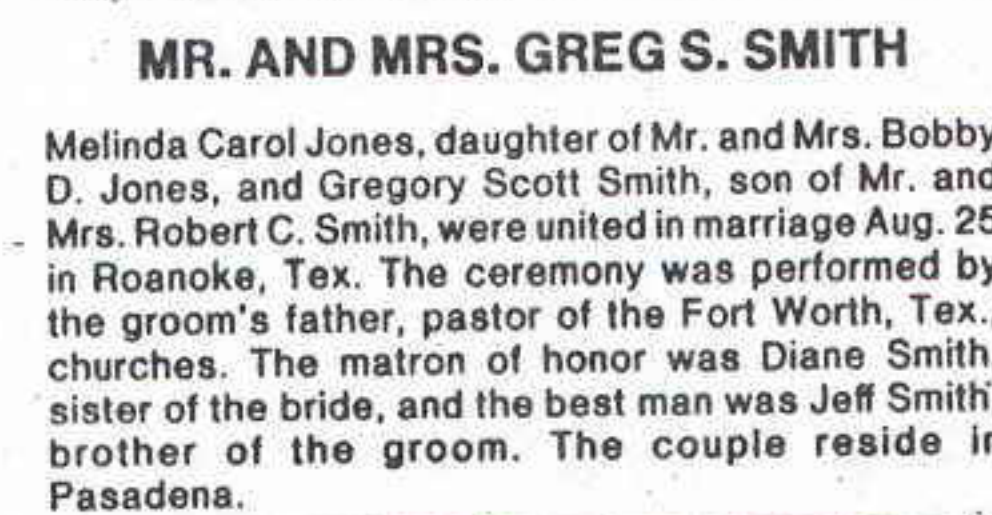 MR. AND MRS. GREG S. SMITH
Melinda Carol Jones, daughter of Mr. and Mrs. Bobby
D. Jones, and Gregory Scott Smith, son of Mr. and
Mrs. Robert C. Smith, were united in marriage Aug. 25
in Roanoke, Tex. The ceremony was performed by
the groom's father, pastor of the Fort Worth, Tex.,
churches. The matron of honor was Diane Smith
sister of the bride, and the best man was Jeff Smith
brother of the groom. The couple reside in
Pasadena.